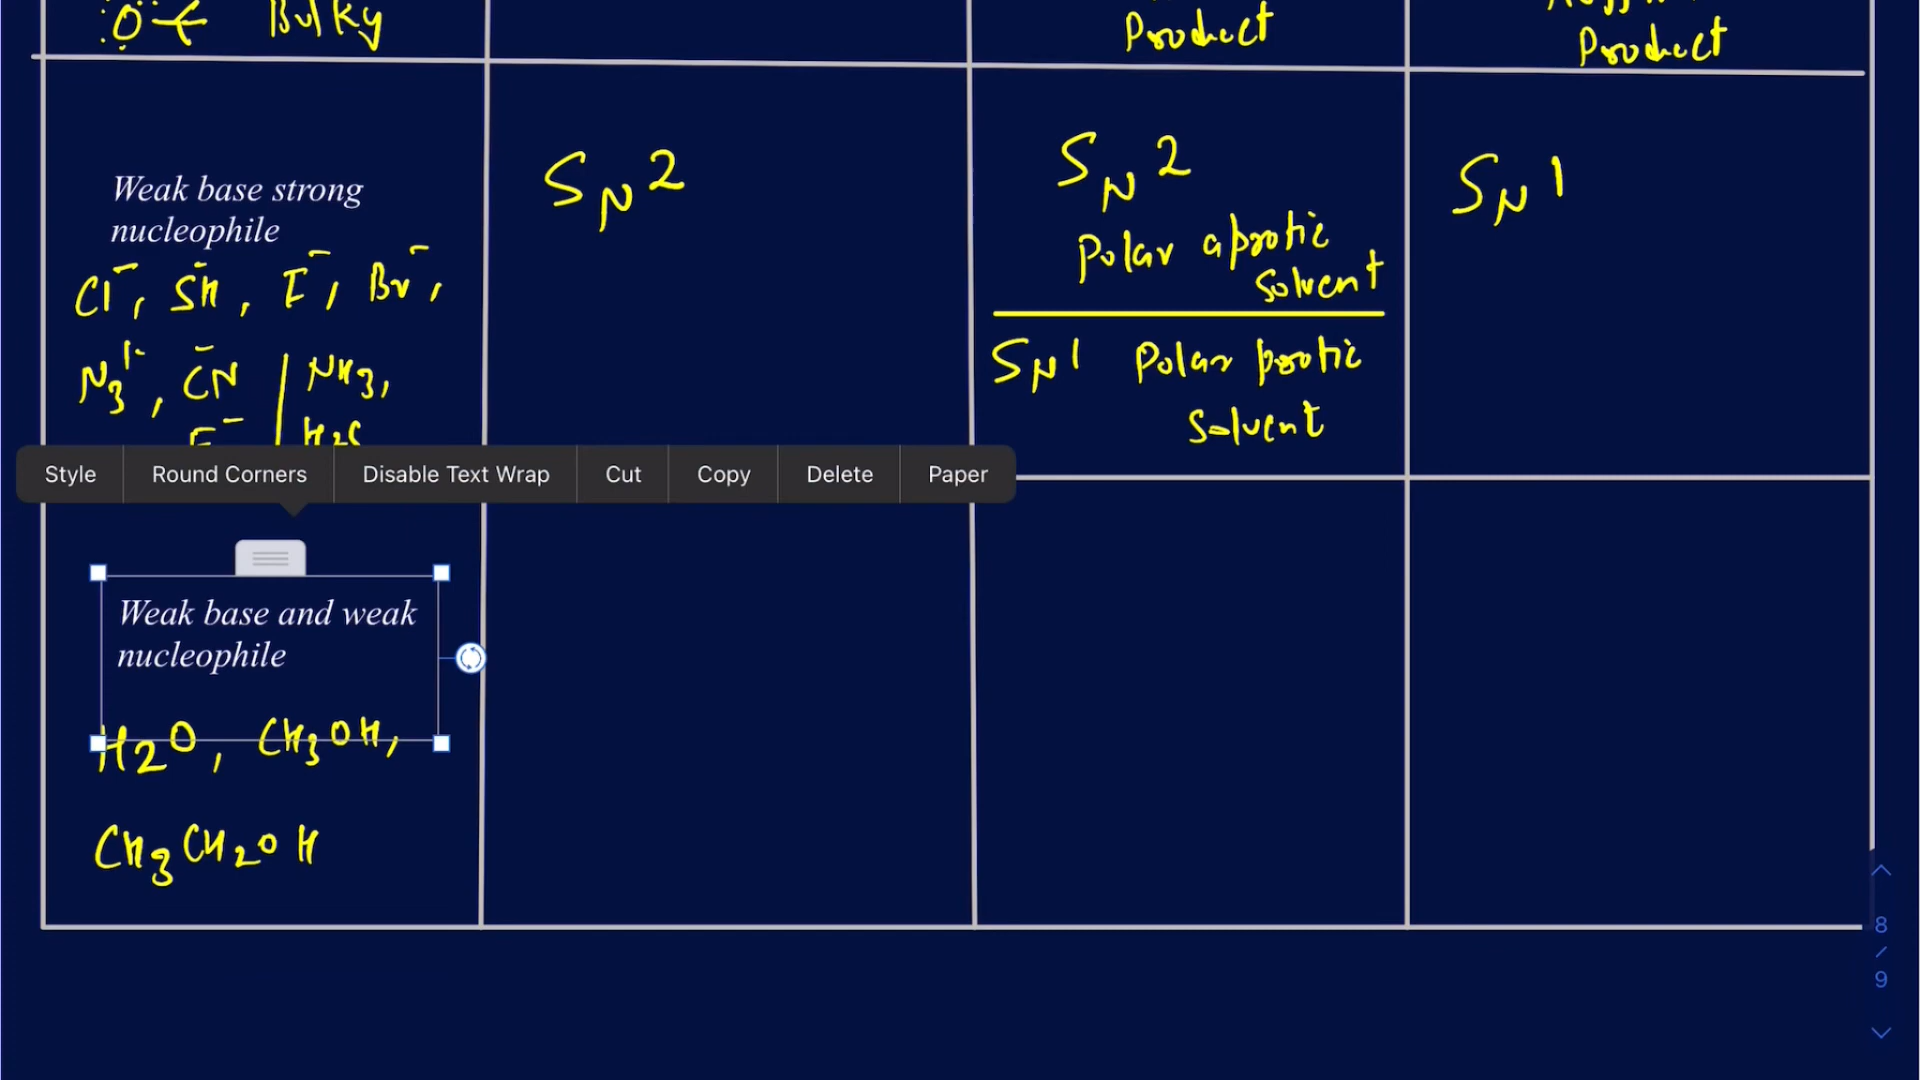 Bulky
Product
Product
Weak base strong
nucleophile
Cl⁻, SH⁻, I⁻, Br⁻,
N3⁻, CN⁻ | NH3,
F⁻
SN2
SN2
Polar aprotic
Solvent
SN1 Polar protic
Solvent
SN1
Style Round Corners Disable Text Wrap Cut Copy Delete Paper
Weak base and weak
nucleophile
H2O, CH3OH,
CH3CH2OH
8
/
9